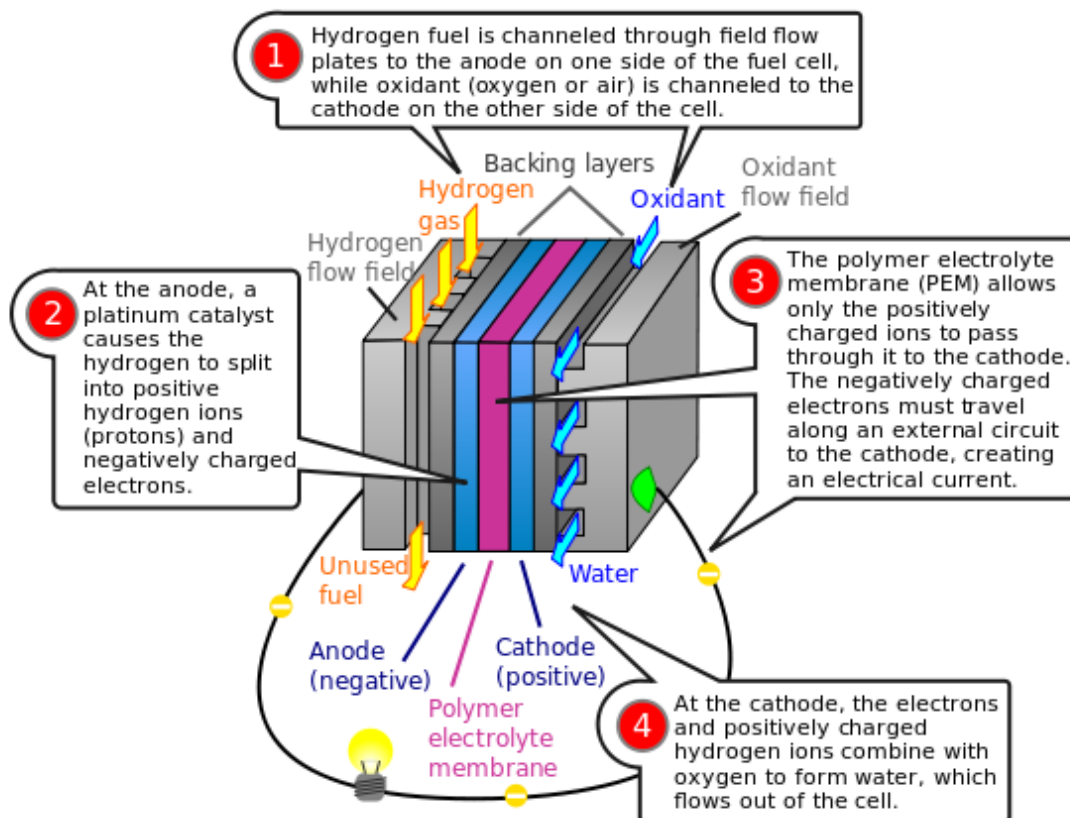 1
Hydrogen fuel is channeled through field flow
plates to the anode on one side of the fuel cell,
while oxidant (oxygen or air) is channeled to the
cathode on the other side of the cell.
Backing layers
Oxidant
flow field
Hydrogen
gas
Oxidant
Hydrogen
flow field
2
At the anode, a
platinum catalyst
causes the
hydrogen to split
into positive
hydrogen ions
(protons) and
negatively charged
electrons.
3
The polymer electrolyte
membrane (PEM) allows
only the positively
charged ions to pass
through it to the cathode.
The negatively charged
electrons must travel
along an external circuit
to the cathode, creating
an electrical current.
Unused
fuel
Water
Anode
(negative)
Cathode
(positive)
Polymer
electrolyte
membrane
4
At the cathode, the electrons
and positively charged
hydrogen ions combine with
oxygen to form water, which
flows out of the cell.